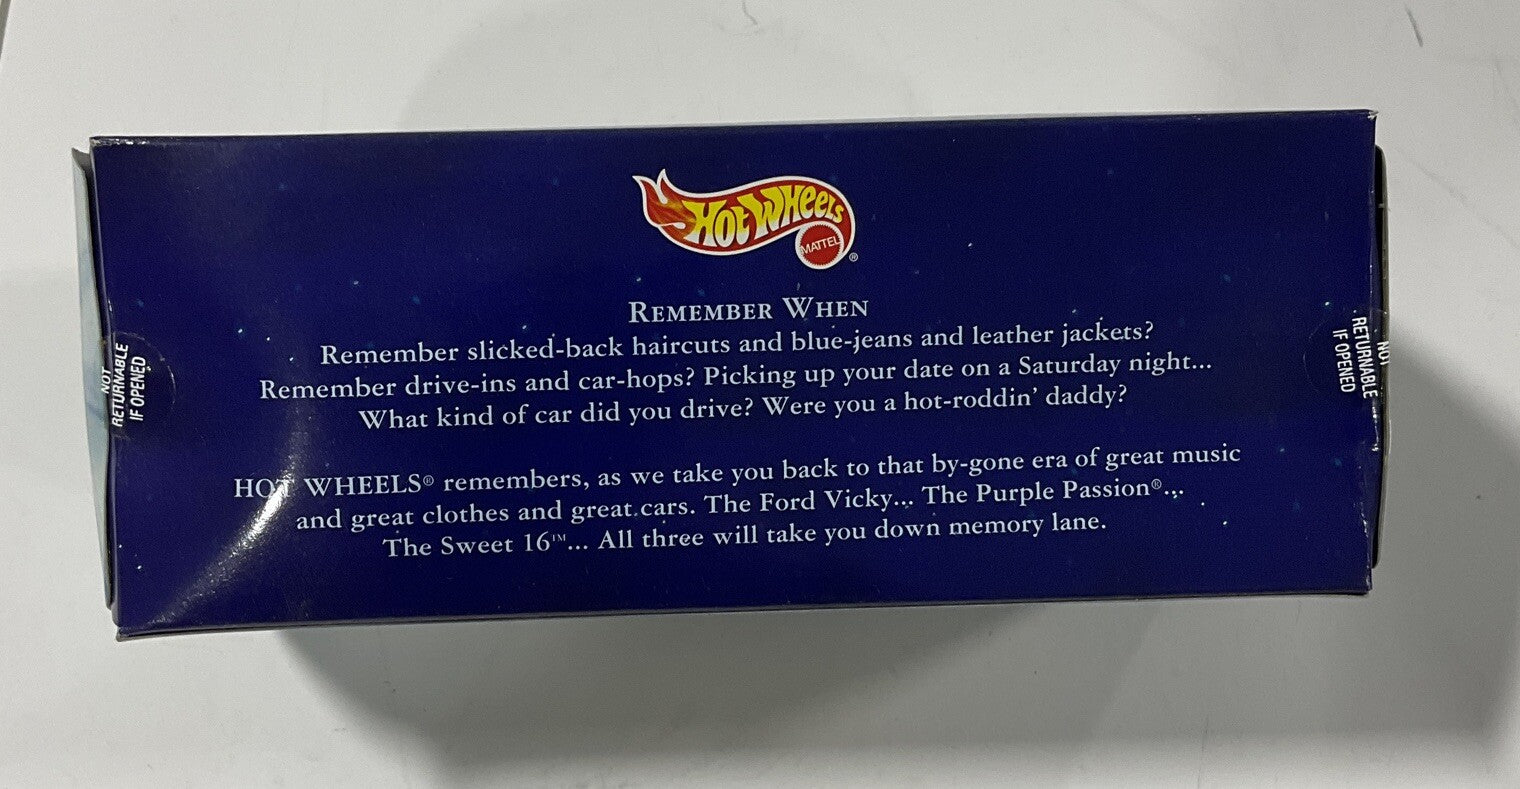 Hot Wheels
MATTEL
®
REMEMBER WHEN
Remember slicked-back haircuts and blue-jeans and leather jackets?
Remember drive-ins and car-hops? Picking up your date on a Saturday night...
What kind of car did you drive? Were you a hot-roddin' daddy?
HOT WHEELS® remembers, as we take you back to that by-gone era of great music
and great clothes and great cars. The Ford Vicky... The Purple Passion®...
The Sweet 16™... All three will take you down memory lane.
NOT
RETURNABLE
IF OPENED
NOT
RETURNABLE
IF OPENED